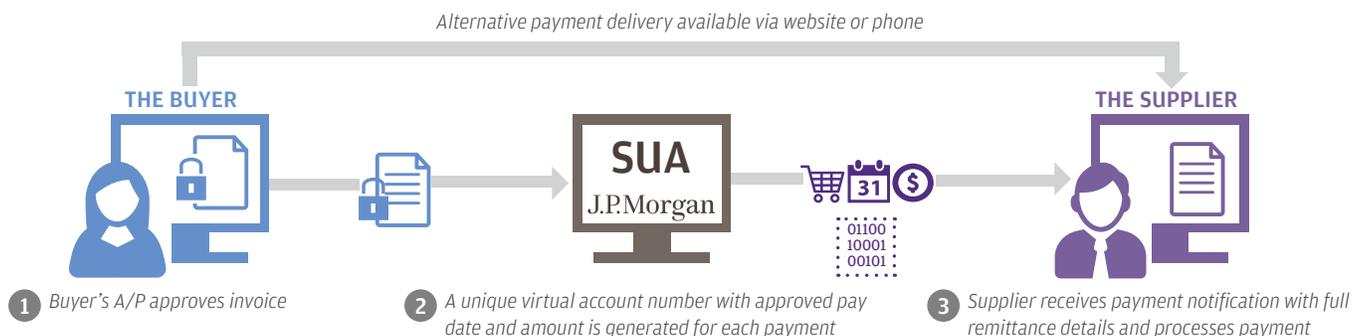 Alternative payment delivery available via website or phone
THE BUYER
THE SUPPLIER
SUA
J.P.Morgan
31
$
01100
10001
00101
1 Buyer's A/P approves invoice
2 A unique virtual account number with approved pay
date and amount is generated for each payment
3 Supplier receives payment notification with full
remittance details and processes payment